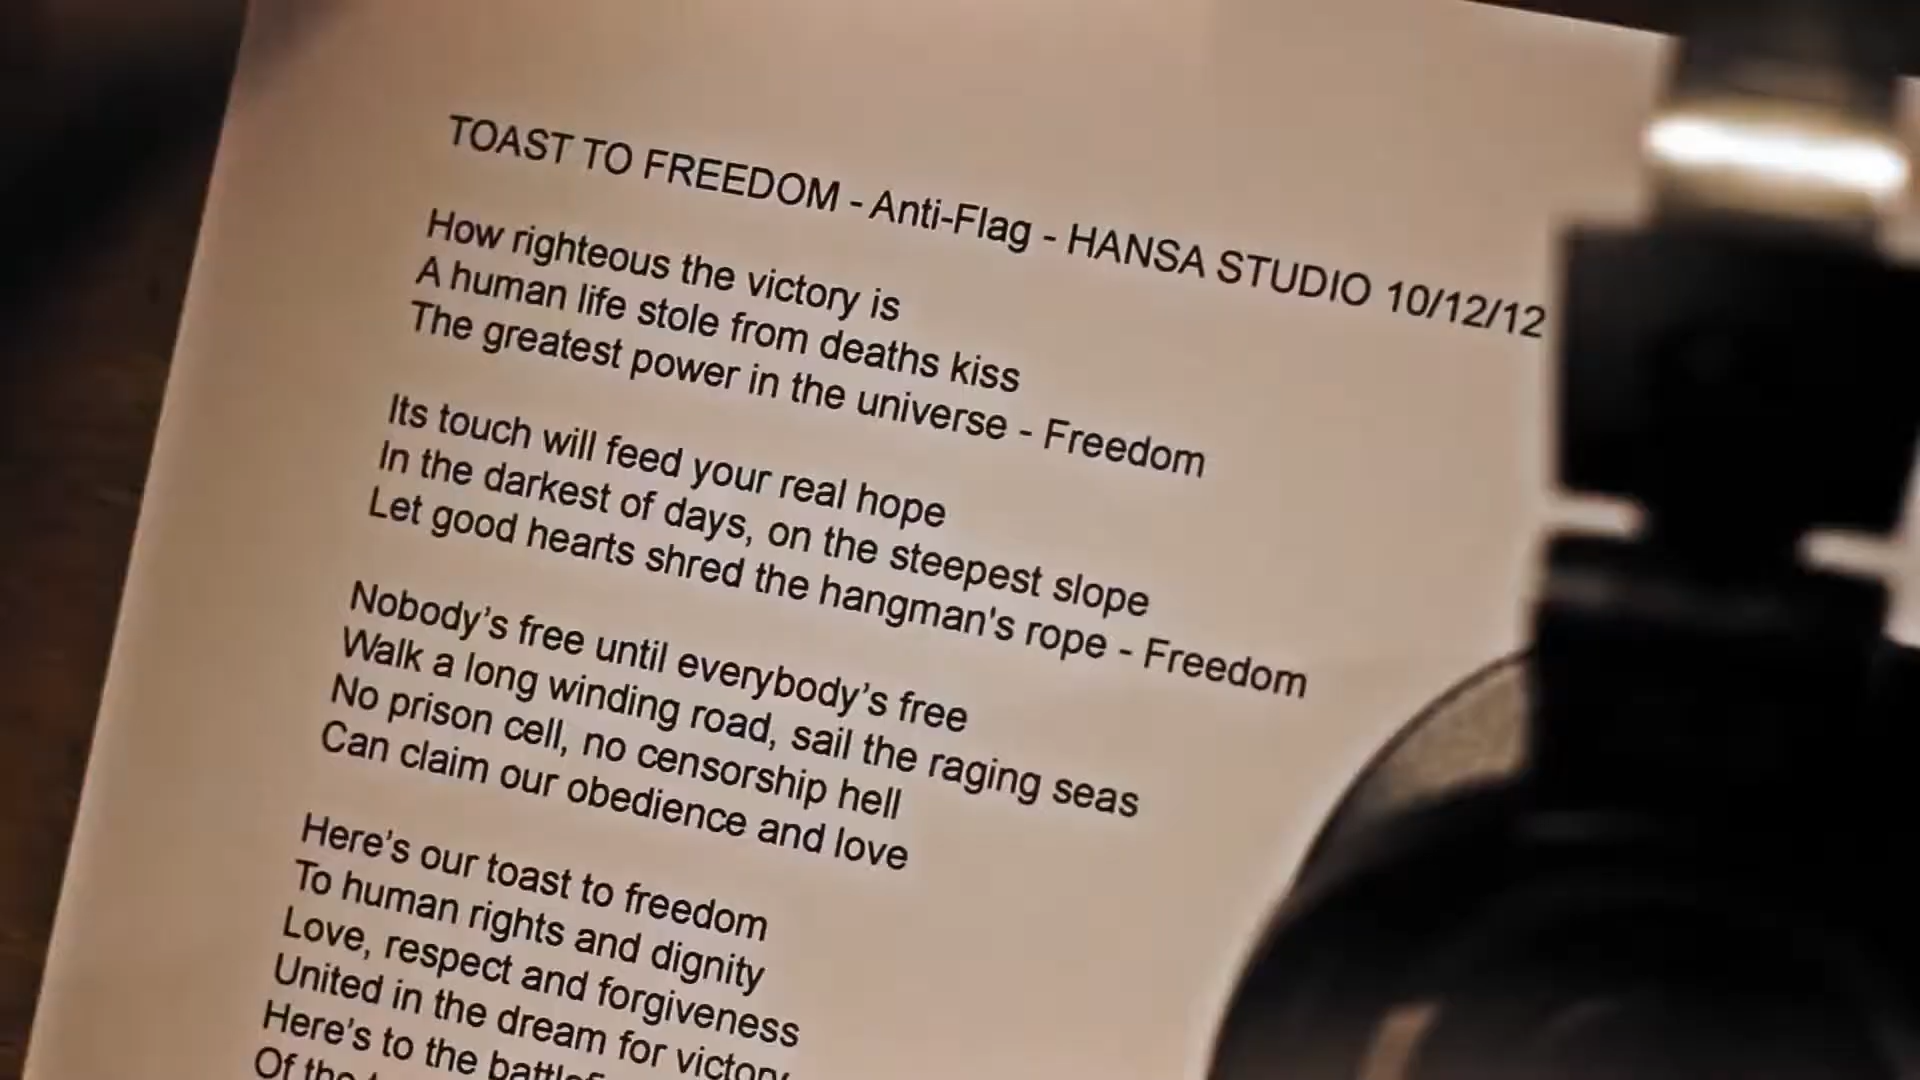 TOAST TO FREEDOM - Anti-Flag - HANSA STUDIO 10/12/12
How righteous the victory is
A human life stole from deaths kiss
The greatest power in the universe - Freedom
Its touch will feed your real hope
In the darkest of days, on the steepest slope
Let good hearts shred the hangman's rope - Freedom
Nobody’s free until everybody’s free
Walk a long winding road, sail the raging seas
No prison cell, no censorship hell
Can claim our obedience and love
Here’s our toast to freedom
To human rights and dignity
Love, respect and forgiveness
United in the dream for victory
Here’s to the
Of the